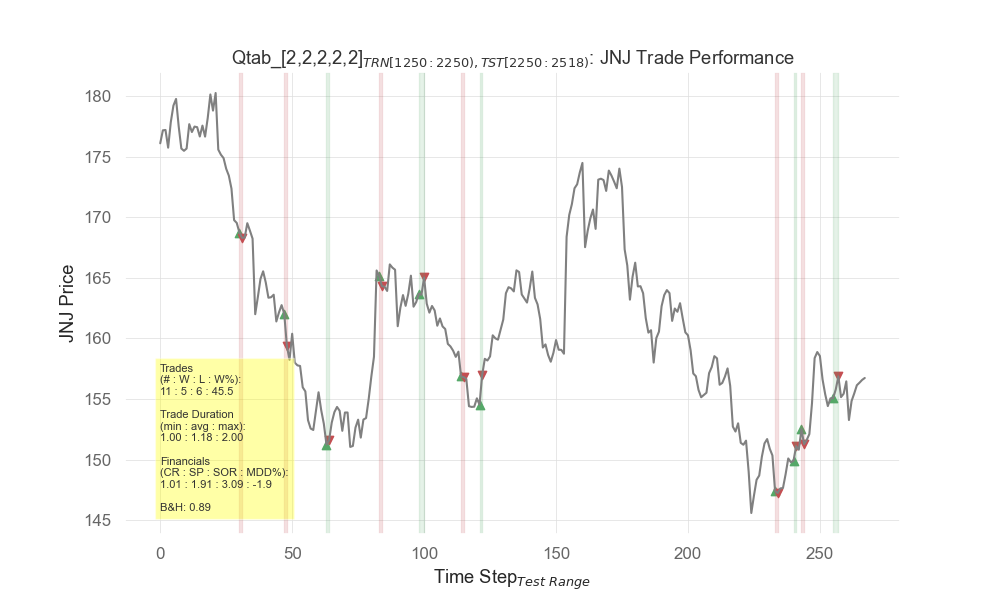 Qtab_[2,2,2,2,2]TRN[1250:2250),TST[2250:2518): JNJ Trade Performance
180
175
170
165
160
155
150
145
JNJ Price
Trades
(# : W : L : W%):
11 : 5 : 6 : 45.5
Trade Duration
(min : avg : max):
1.00 : 1.18 : 2.00
Financials
(CR : SP : SOR : MDD%):
1.01 : 1.91 : 3.09 : -1.9
B&H: 0.89
0 50 100 150 200 250
Time StepTest Range